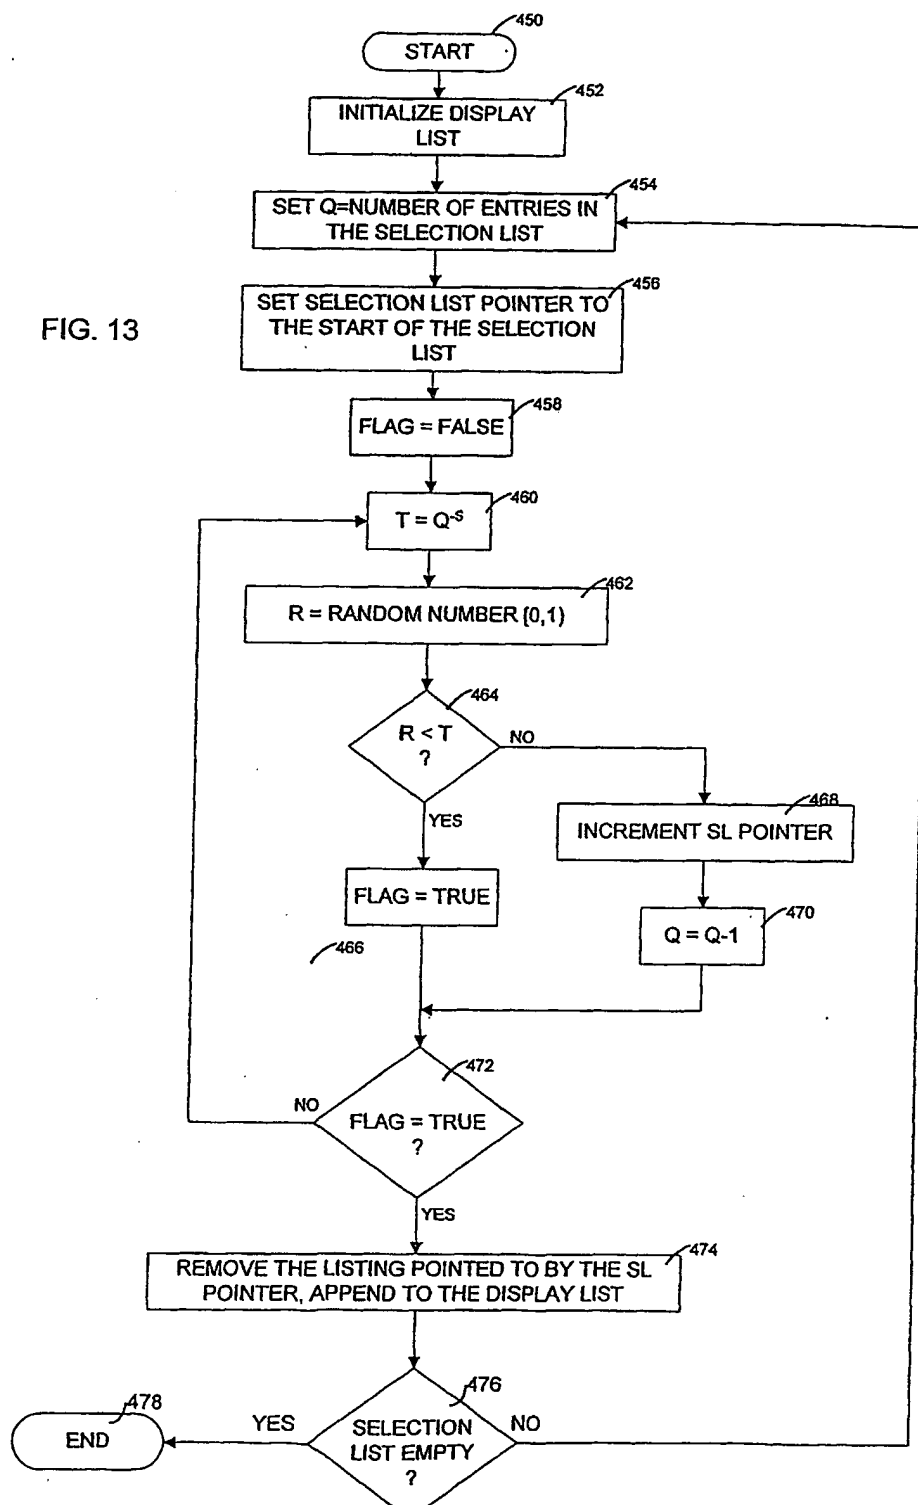 450
START
452
INITIALIZE DISPLAY
LIST
454
SET Q=NUMBER OF ENTRIES IN
THE SELECTION LIST
456
SET SELECTION LIST POINTER TO
THE START OF THE SELECTION
LIST
FIG. 13
458
FLAG = FALSE
460
T = Q-S
462
R = RANDOM NUMBER [0,1)
464
R < T
?
NO
YES
468
INCREMENT SL POINTER
FLAG = TRUE
466
470
Q = Q-1
472
FLAG = TRUE
?
NO
YES
474
REMOVE THE LISTING POINTED TO BY THE SL
POINTER, APPEND TO THE DISPLAY LIST
476
SELECTION
LIST EMPTY
?
YES
NO
478
END